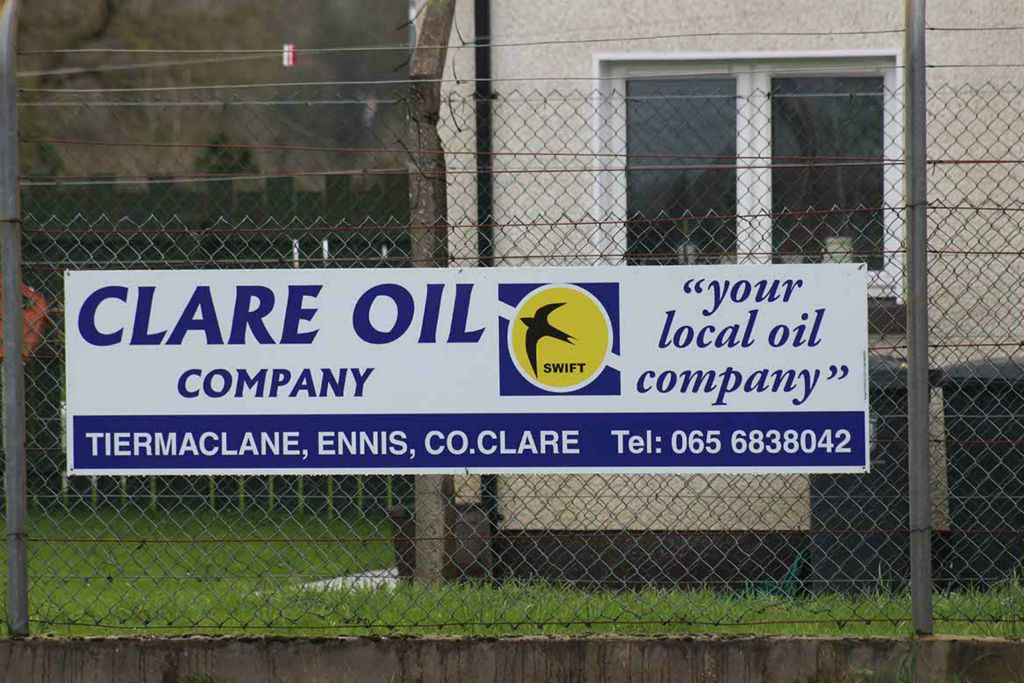 CLARE OIL
COMPANY
SWIFT
“your
local oil
company”
TIERMACLANE, ENNIS, CO.CLARE Tel: 065 6838042